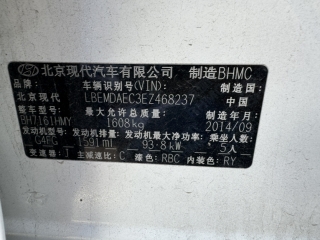 北京现代汽车有限公司 制造BHMC
品牌： 车辆识别代号(VIN): 制造国：
北京现代 LBEMDAEC3EZ468237 中国
整车型号： 最大允许总质量： 制造年月：
BH7161HMY 1608kg 2014/09
发动机型号： 发动机排量： 发动机最大净功率： 乘坐人数：
G4FG 1591ml 93.8kW 5人
变速器：T 主减速比：C 漆色：RBC 内装色：RY